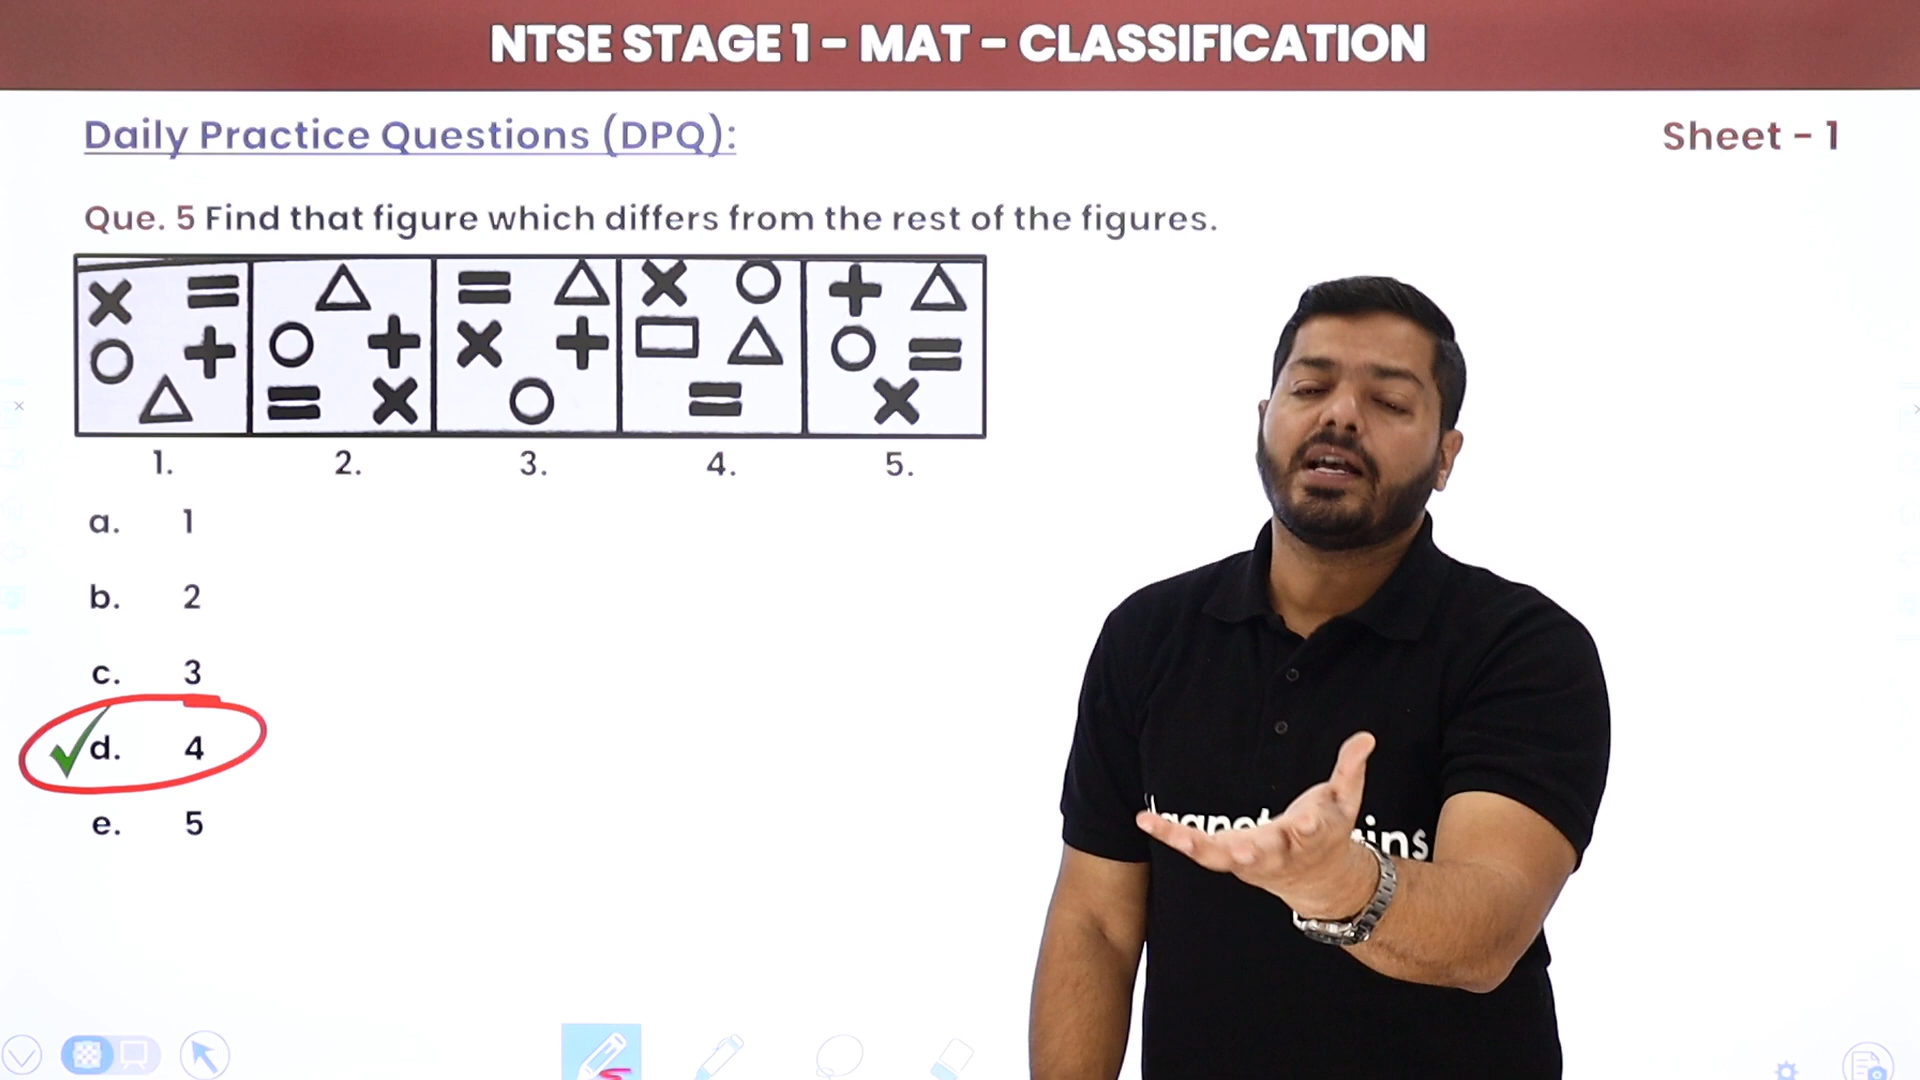 NTSE STAGE 1 - MAT - CLASSIFICATION
Daily Practice Questions (DPQ):
Sheet - 1
Que. 5 Find that figure which differs from the rest of the figures.
1. 2. 3. 4. 5.
a. 1
b. 2
c. 3
d. 4
e. 5